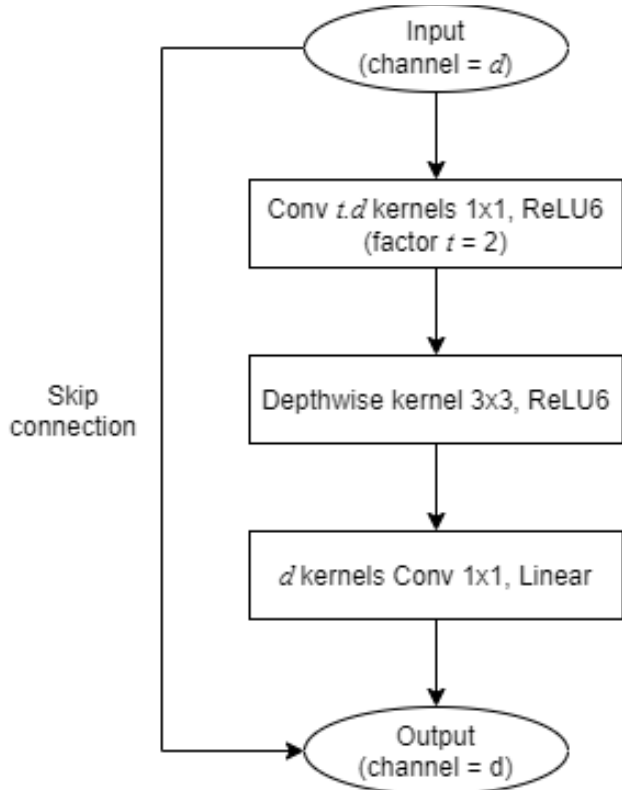 Input
(channel = d)
Conv t.d kernels 1x1, ReLU6
(factor t = 2)
Depthwise kernel 3x3, ReLU6
Skip
connection
d kernels Conv 1x1, Linear
Output
(channel = d)